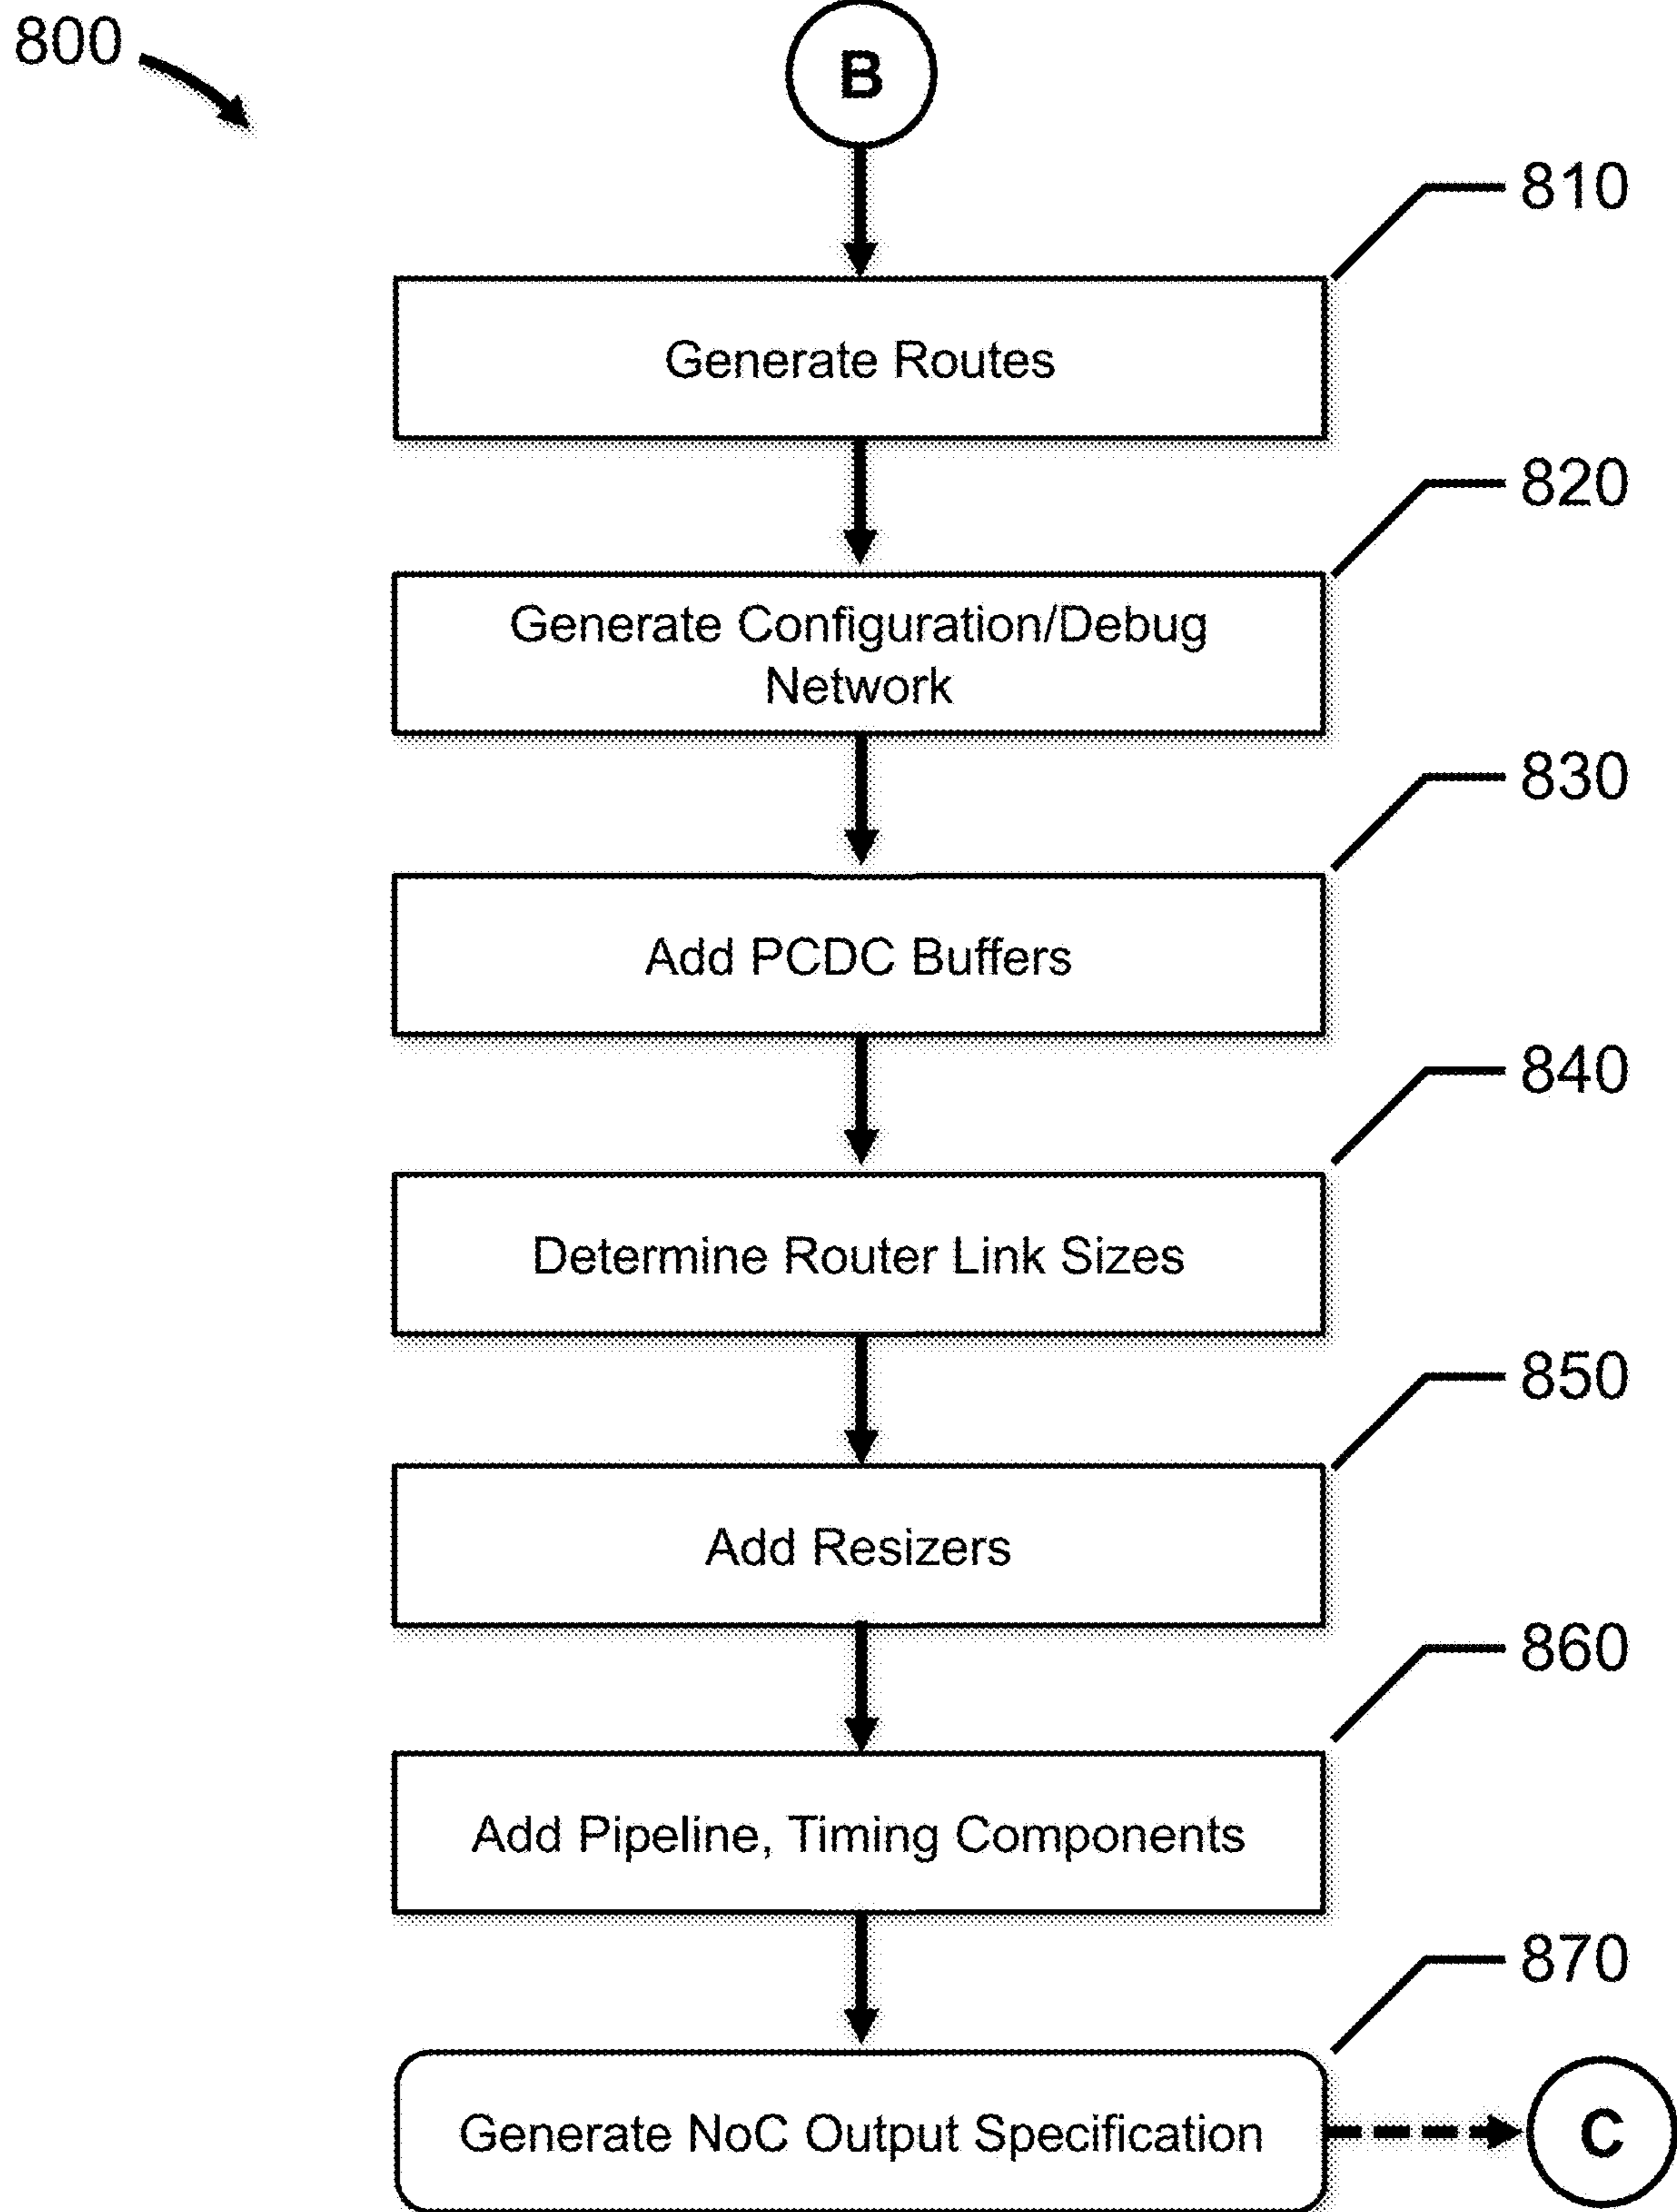 800
B
810
Generate Routes
820
Generate Configuration/Debug
Network
830
Add PCDC Buffers
840
Determine Router Link Sizes
850
Add Resizers
860
Add Pipeline, Timing Components
870
Generate NoC Output Specification
C